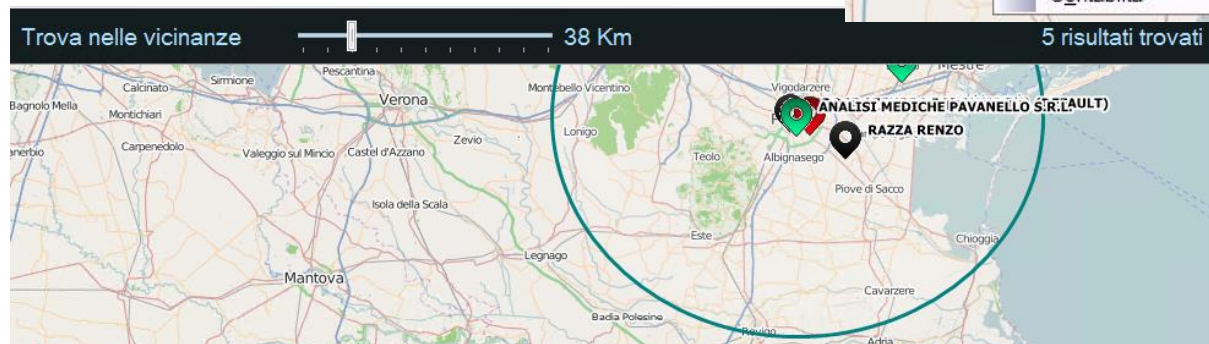 Trova nelle vicinanze 38 Km 5 risultati trovati
Calcinato
Sirmione
Pescantina
Montebello Vicentino
Vigodarzere
Bagnolo Mella
Montichiari
Verona
ANALISI MEDICHE PAVANELLO S.R.L.
AULT)
Zevio
Lonigo
RAZZA RENZO
Carpenedolo
Valeggio sul Mincio
Castel d'Azzano
Teolo
Albignasego
Piove di Sacco
Isola della Scala
Este
Chioggia
Legnago
Mantova
Cavarzere
Badia Polesine
Rovigo
Adria